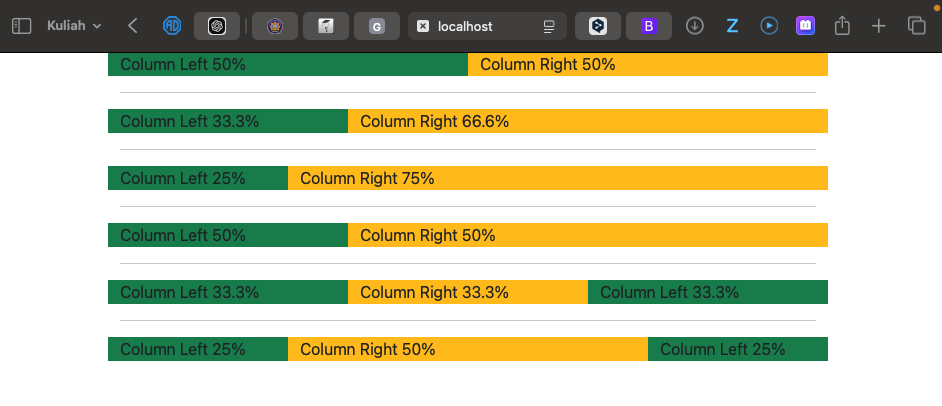 Kuliah
AD
G
localhost
B
Z
Column Left 50% Column Right 50%
Column Left 33.3% Column Right 66.6%
Column Left 25% Column Right 75%
Column Left 50% Column Right 50%
Column Left 33.3% Column Right 33.3% Column Left 33.3%
Column Left 25% Column Right 50% Column Left 25%